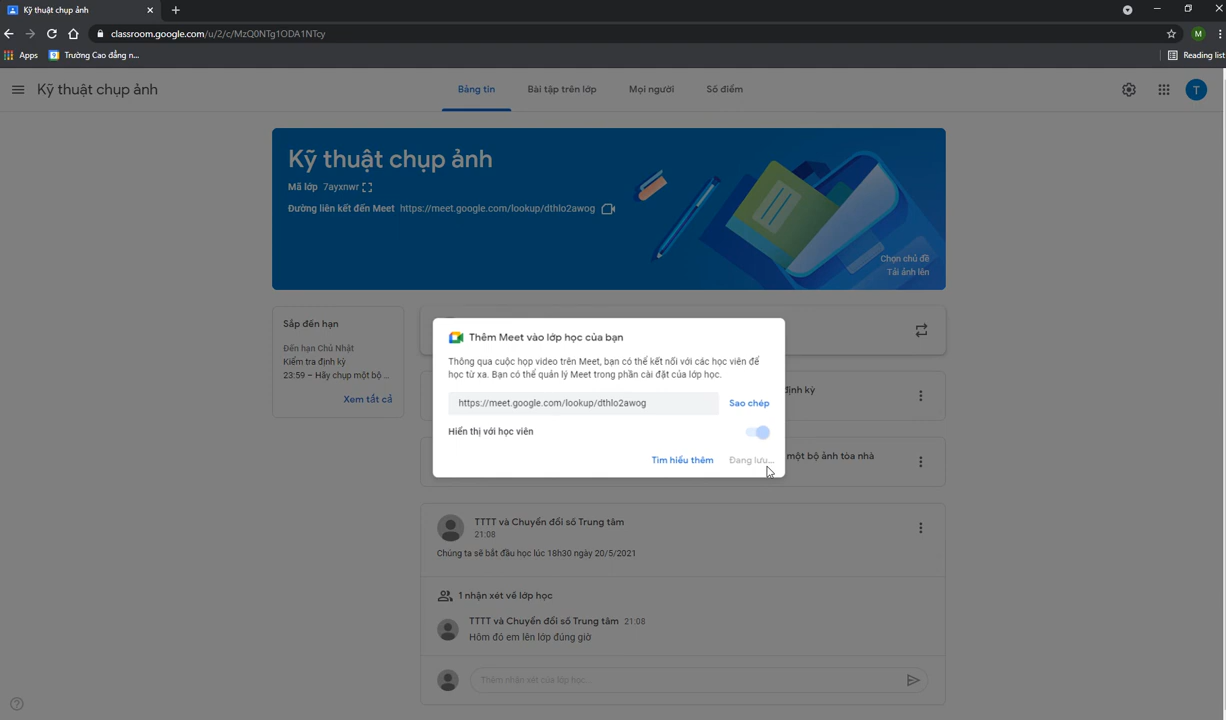 Kỹ thuật chụp ảnh
classroom.google.com/u/2/c/MzQ0NTg1ODA1NTcy
M
Apps
Trường Cao đẳng n...
Reading list
Kỹ thuật chụp ảnh
Bảng tin
Bài tập trên lớp
Mọi người
Số điểm
T
Kỹ thuật chụp ảnh
Mã lớp 7ayxnwr
Đường liên kết đến Meet https://meet.google.com/lookup/dthlo2awog
Chọn chủ đề
Tải ảnh lên
Sắp đến hạn
Đến hạn Chủ Nhật
Kiểm tra định kỳ
23:59 – Hãy chụp một bộ ...
Xem tất cả
Thêm Meet vào lớp học của bạn
Thông qua cuộc họp video trên Meet, bạn có thể kết nối với các học viên để
học từ xa. Bạn có thể quản lý Meet trong phần cài đặt của lớp học.
https://meet.google.com/lookup/dthlo2awog
Sao chép
Hiển thị với học viên
Tìm hiểu thêm
Đang lưu...
định kỳ
một bộ ảnh tòa nhà
TTTT và Chuyển đổi số Trung tâm
21:08
Chúng ta sẽ bắt đầu học lúc 18h30 ngày 20/5/2021
1 nhận xét về lớp học
TTTT và Chuyển đổi số Trung tâm 21:08
Hôm đó em lên lớp đúng giờ
Thêm nhận xét của lớp học...